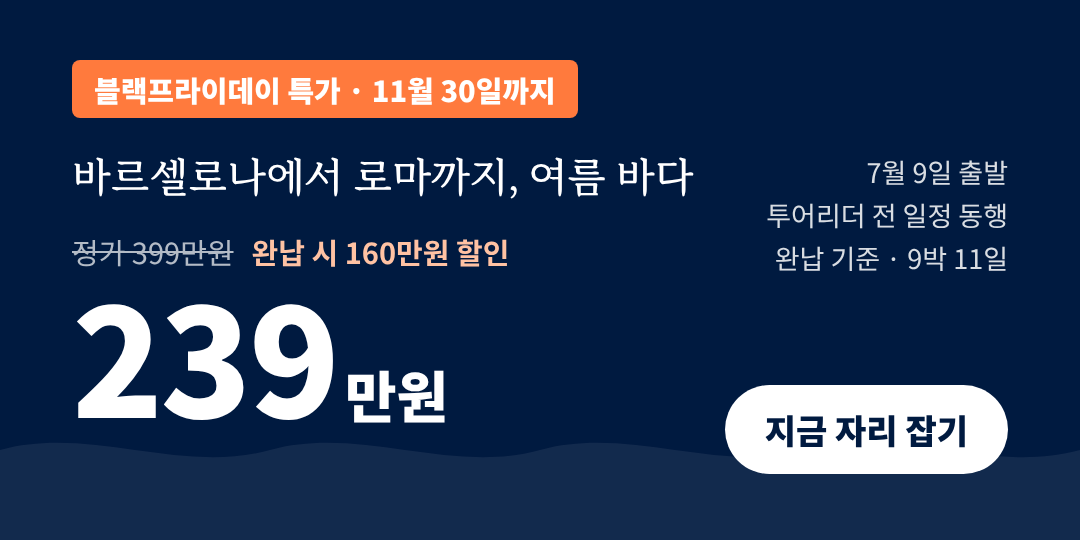 블랙프라이데이 특가 · 11월 30일까지
바르셀로나에서 로마까지, 여름 바다
정가 399만원 완납 시 160만원 할인
239만원
7월 9일 출발
투어리더 전 일정 동행
완납 기준 · 9박 11일
지금 자리 잡기